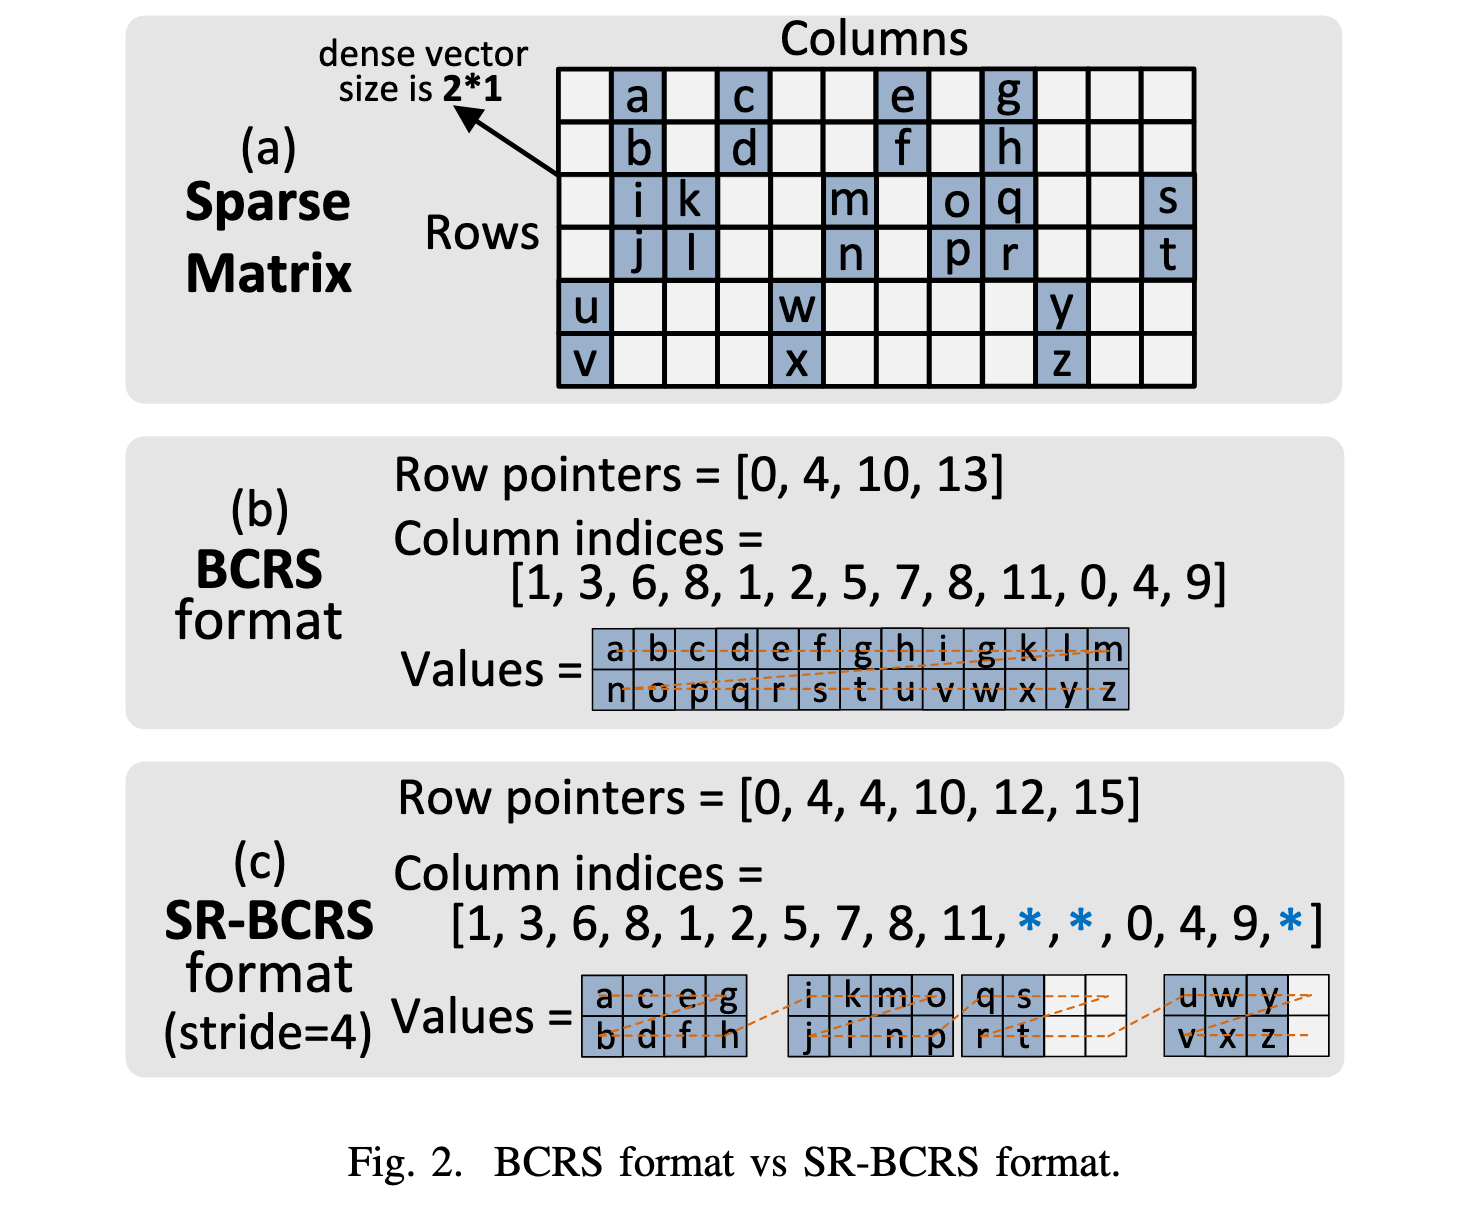 Columns
dense vector
size is 2*1
(a)
Sparse
Matrix
Rows
a c e g
b d f h
i k m o q s
j l n p r t
u w y
v x z
(b)
BCRS
format
Row pointers = [0, 4, 10, 13]
Column indices =
[1, 3, 6, 8, 1, 2, 5, 7, 8, 11, 0, 4, 9]
Values =
a b c d e f g h i g k l m
n o p q r s t u v w x y z
(c)
SR-BCRS
format
(stride=4)
Row pointers = [0, 4, 4, 10, 12, 15]
Column indices =
[1, 3, 6, 8, 1, 2, 5, 7, 8, 11, *, *, 0, 4, 9, *]
Values =
a c e g i k m o q s u w y
b d f h j l n p r t v x z
Fig. 2. BCRS format vs SR-BCRS format.